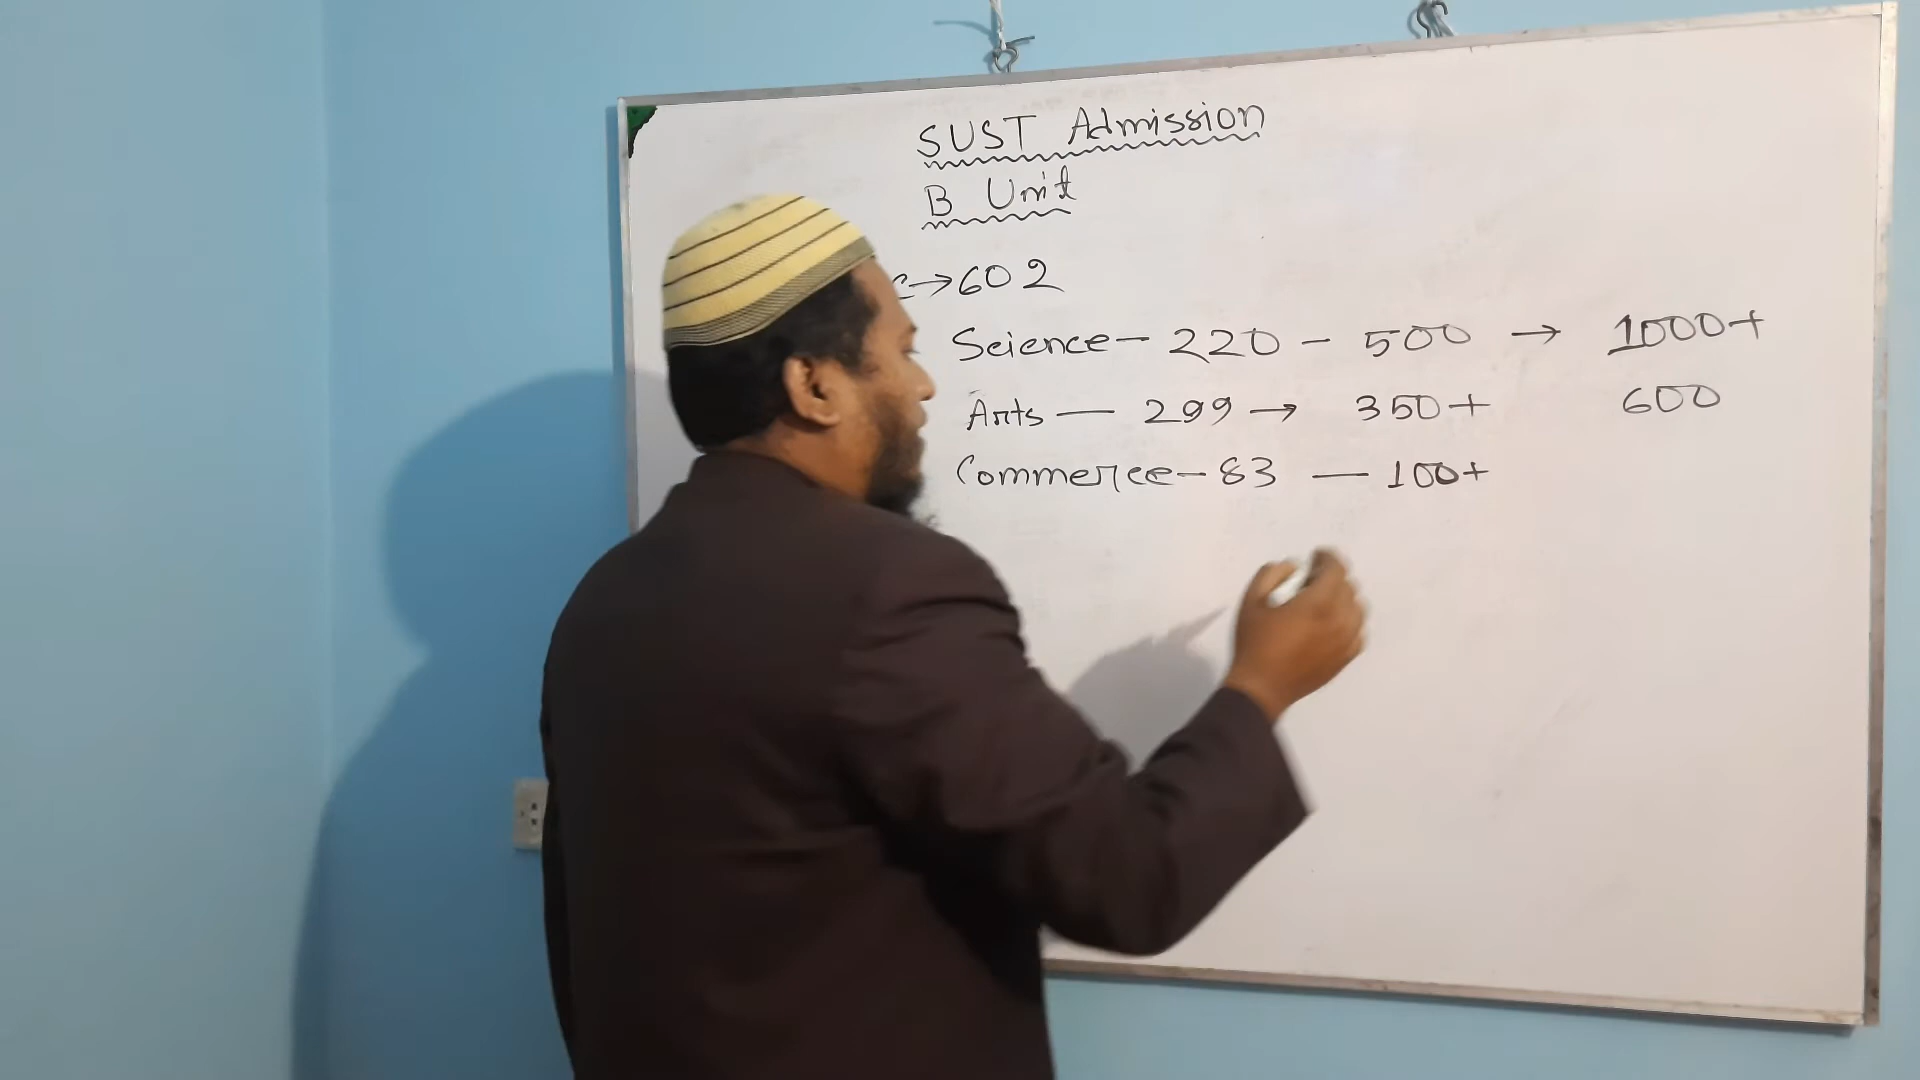 SUST Admission
B Unit
→602
Science — 220 — 500 → 1000+
Arts — 299 → 350+ 600
Commerce — 83 — 100+